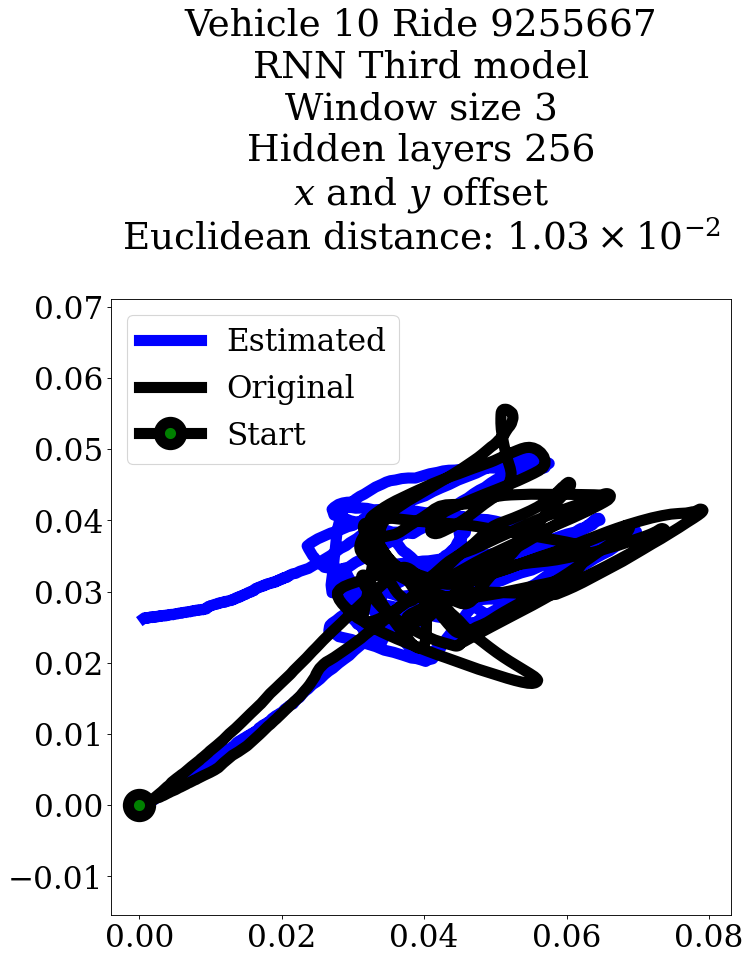 Vehicle 10 Ride 9255667
RNN Third model
Window size 3
Hidden layers 256
x and y offset
Euclidean distance: 1.03 × 10⁻²
0.07
0.06
0.05
0.04
0.03
0.02
0.01
0.00
−0.01
Estimated
Original
Start
0.00 0.02 0.04 0.06 0.08